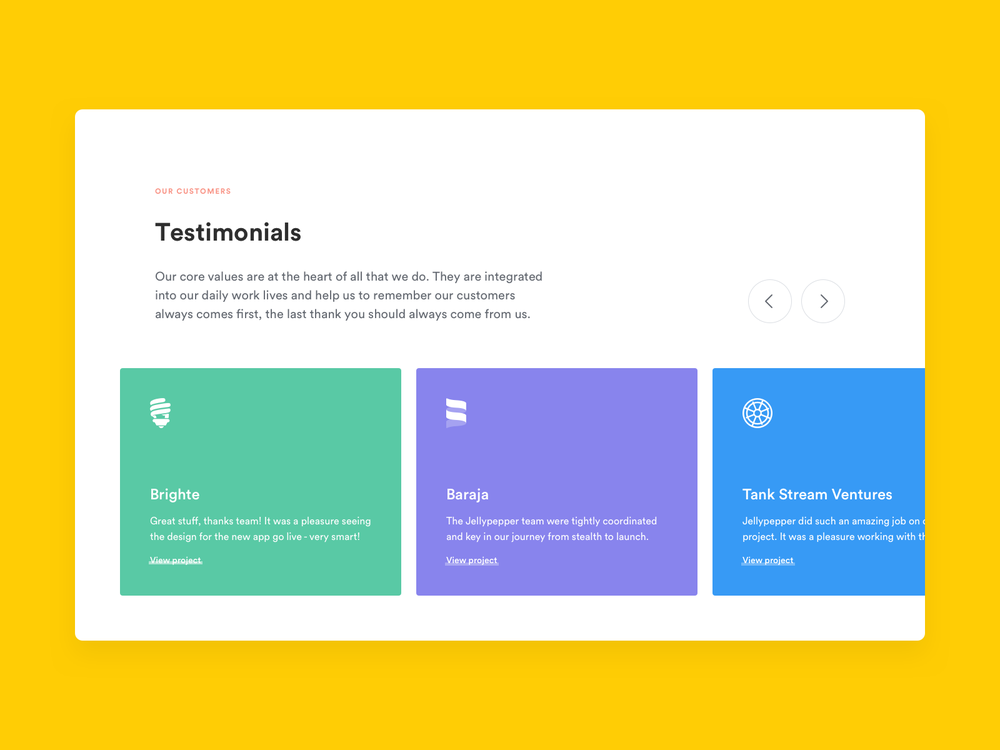 OUR CUSTOMERS
Testimonials
Our core values are at the heart of all that we do. They are integrated
into our daily work lives and help us to remember our customers
always comes first, the last thank you should always come from us.
Brighte
Great stuff, thanks team! It was a pleasure seeing
the design for the new app go live - very smart!
View project
Baraja
The Jellypepper team were tightly coordinated
and key in our journey from stealth to launch.
View project
Tank Stream Ventures
Jellypepper did such an amazing job on
project. It was a pleasure working with
View project